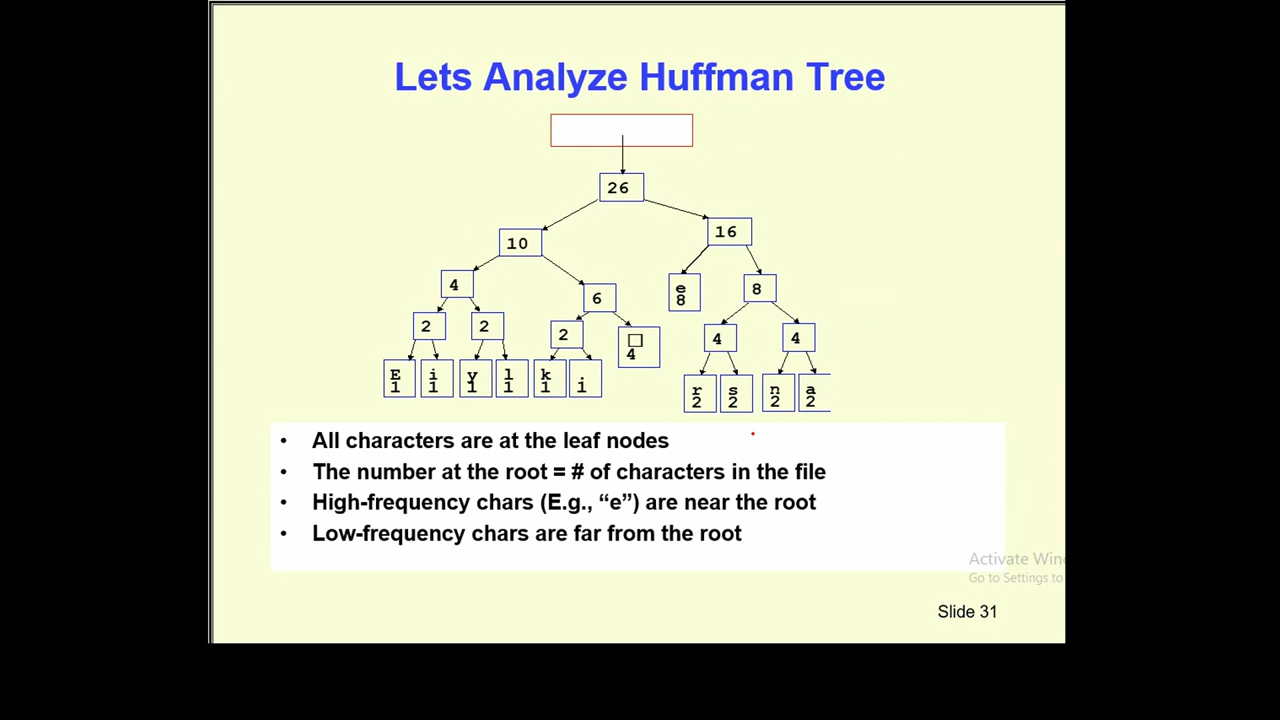 Lets Analyze Huffman Tree
26
16
10
4
6
e
8
8
2
2
2
□
4
4
4
E
1
i
1
y
1
l
1
k
1
i
r
2
s
2
n
2
a
2
• All characters are at the leaf nodes
• The number at the root = # of characters in the file
• High-frequency chars (E.g., “e”) are near the root
• Low-frequency chars are far from the root
Activate Win
Go to Settings to
Slide 31